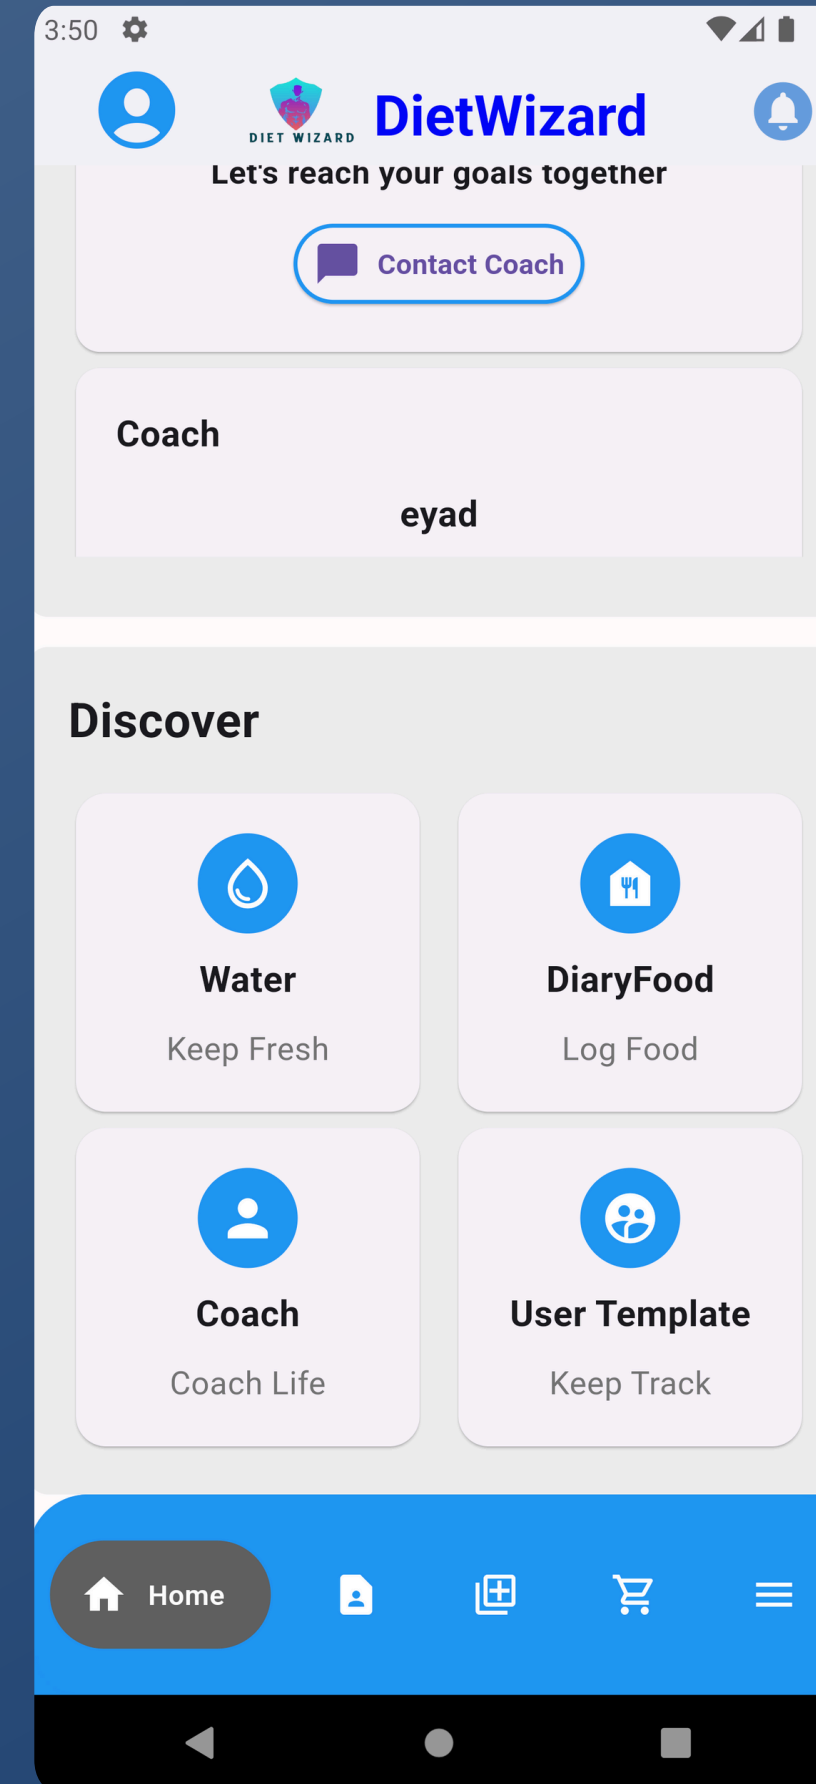 3:50
DIET WIZARD
DietWizard
Let's reach your goals together
Contact Coach
Coach
eyad
Discover
Water
DiaryFood
Keep Fresh
Log Food
Coach
User Template
Coach Life
Keep Track
Home